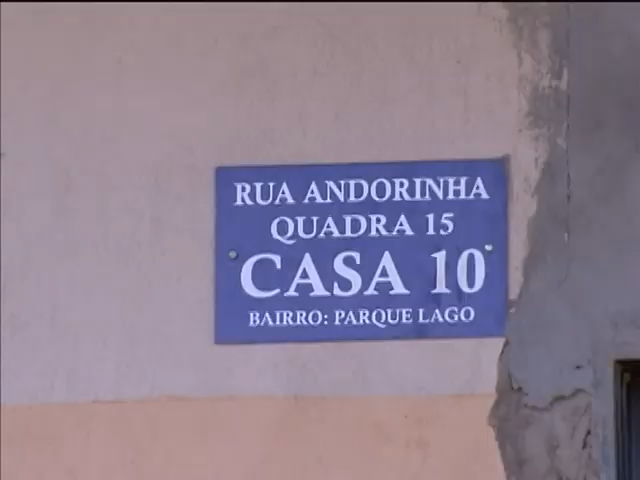 RUA ANDORINHA
QUADRA 15
CASA 10
BAIRRO: PARQUE LAGO